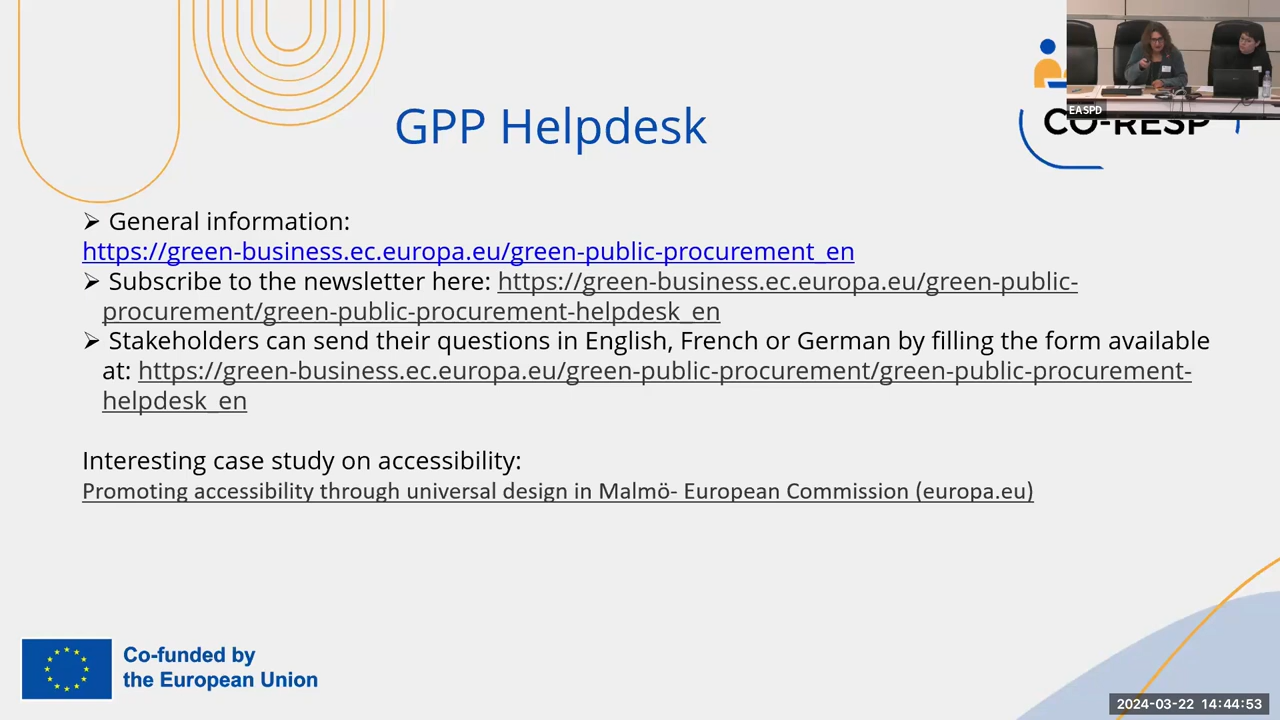 EASPD
CO-RESP
GPP Helpdesk
➢ General information:
https://green-business.ec.europa.eu/green-public-procurement_en
➢ Subscribe to the newsletter here: https://green-business.ec.europa.eu/green-public-
procurement/green-public-procurement-helpdesk_en
➢ Stakeholders can send their questions in English, French or German by filling the form available
at: https://green-business.ec.europa.eu/green-public-procurement/green-public-procurement-
helpdesk_en
Interesting case study on accessibility:
Promoting accessibility through universal design in Malmö- European Commission (europa.eu)
Co-funded by
the European Union
2024-03-22 14:44:53